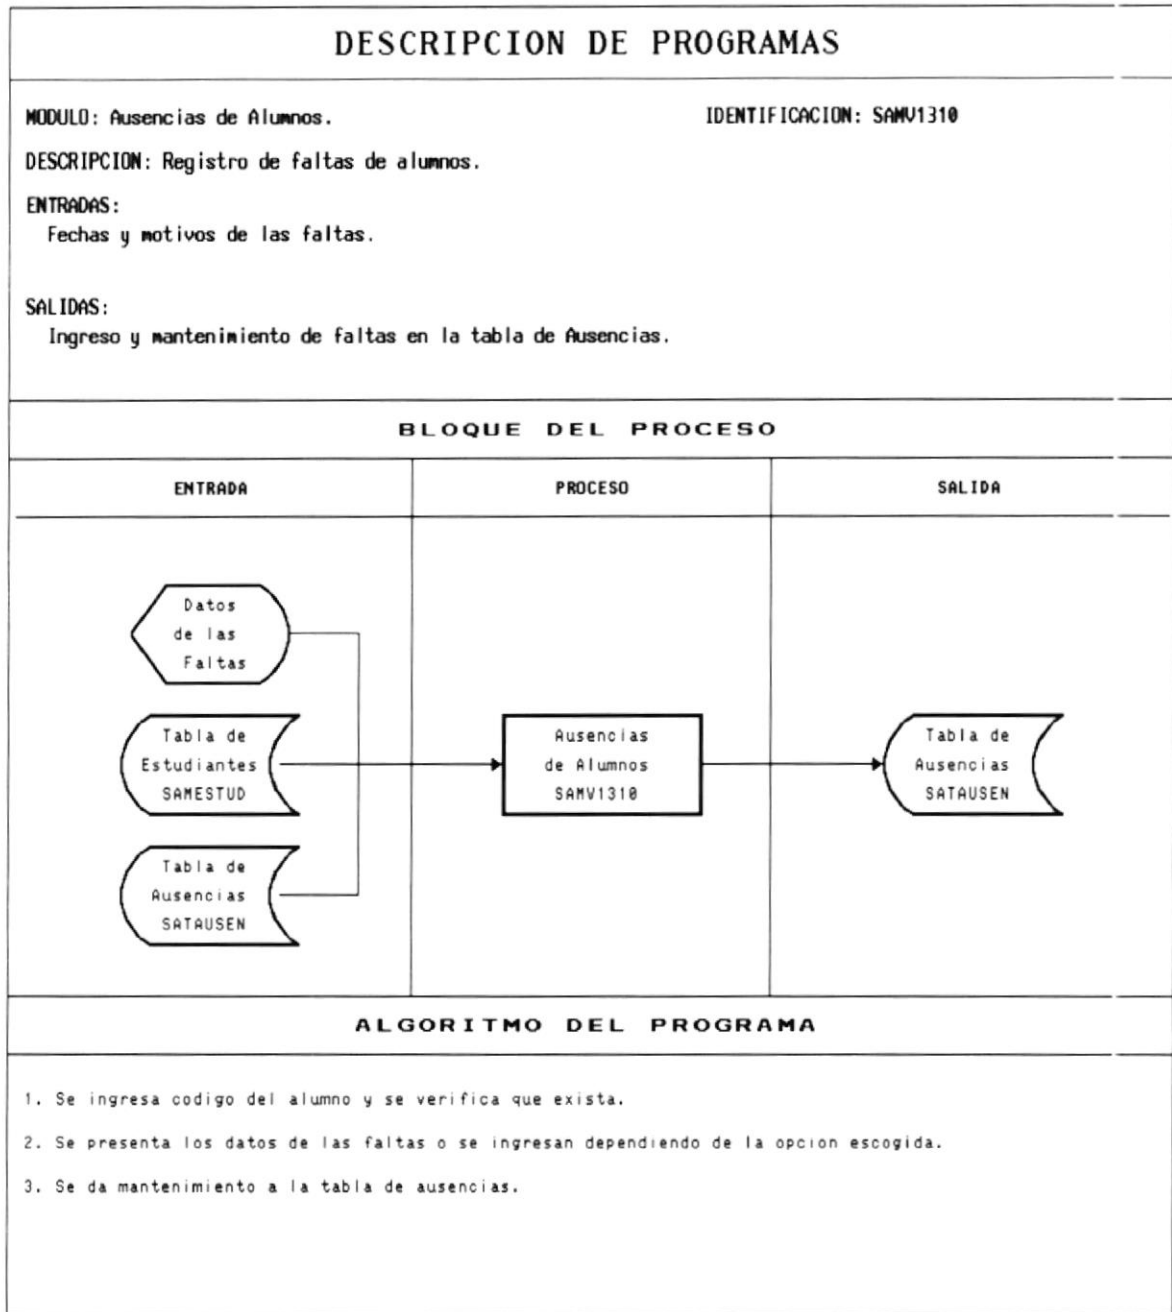 DESCRIPCION DE PROGRAMAS
MODULO: Ausencias de Alumnos.
IDENTIFICACION: SAMV1310
DESCRIPCION: Registro de faltas de alumnos.
ENTRADAS:
Fechas y motivos de las faltas.
SALIDAS:
Ingreso y mantenimiento de faltas en la tabla de Ausencias.
BLOQUE DEL PROCESO
ENTRADA
PROCESO
SALIDA
Datos
de las
Faltas
Tabla de
Estudiantes
SAMESTUD
Tabla de
Ausencias
SATAUSEN
Ausencias
de Alumnos
SAMV1310
Tabla de
Ausencias
SATAUSEN
ALGORITMO DEL PROGRAMA
1. Se ingresa codigo del alumno y se verifica que exista.
2. Se presenta los datos de las faltas o se ingresan dependiendo de la opcion escogida.
3. Se da mantenimiento a la tabla de ausencias.